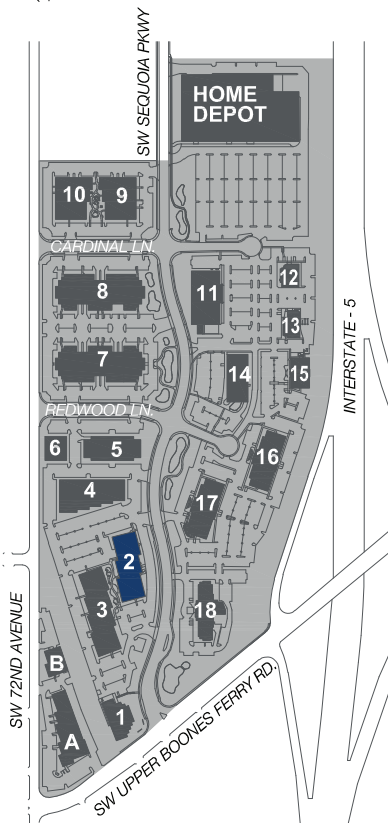 SW SEQUOIA PKWY
HOME
DEPOT
10
9
CARDINAL LN.
8
11
12
13
INTERSTATE - 5
7
14
15
REDWOOD LN.
6
5
16
4
17
2
3
18
SW 72ND AVENUE
B
1
A
SW UPPER BOONES FERRY RD.